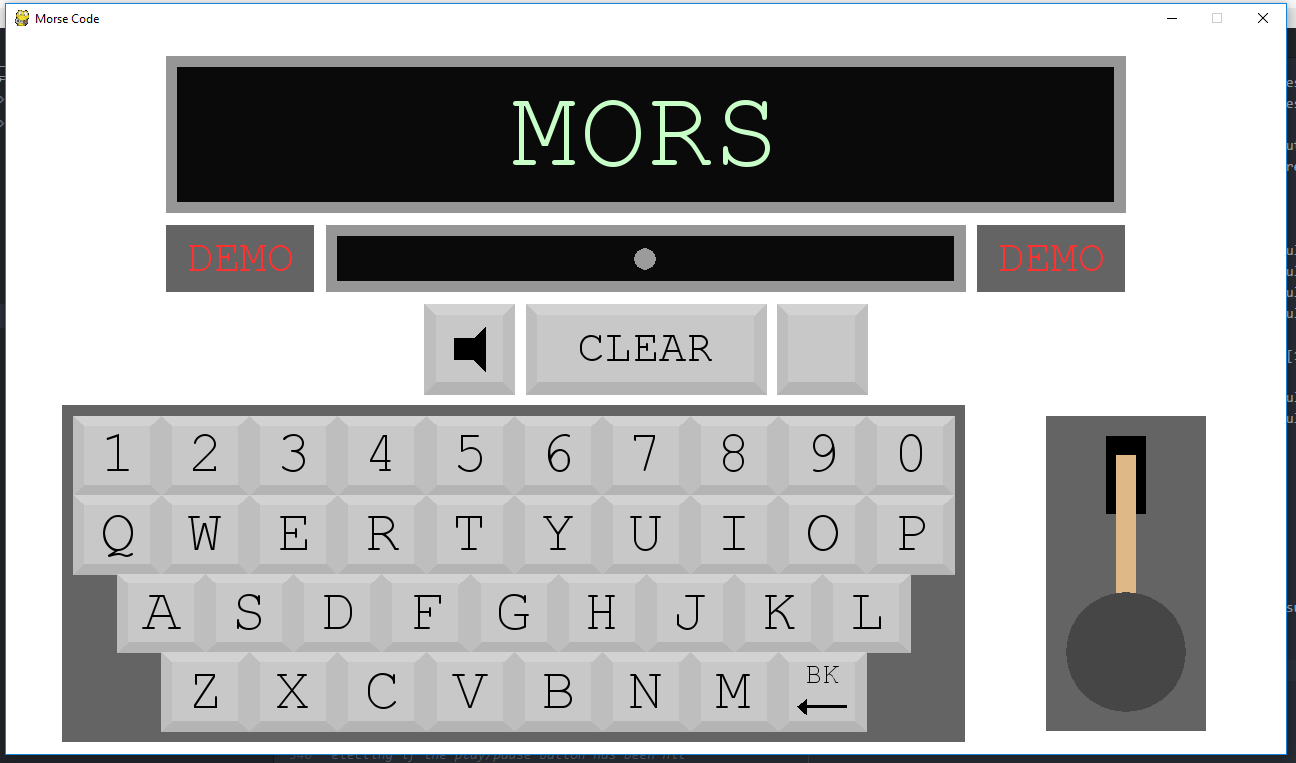 Morse Code
MORS
DEMO DEMO
CLEAR
1 2 3 4 5 6 7 8 9 0
Q W E R T Y U I O P
A S D F G H J K L
Z X C V B N M BK